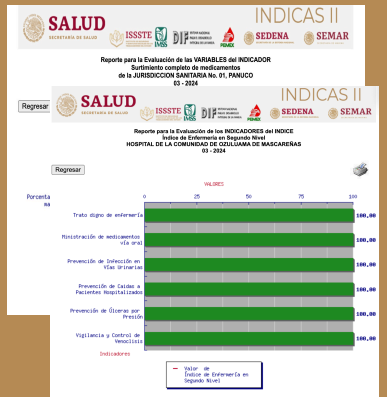 INDICAS II
SALUD
SECRETARÍA DE SALUD
ISSSTE
IMSS
DIF
PEMEX
SEDENA
SEMAR
Reporte para la Evaluación de las VARIABLES del INDICADOR
Surtimiento completo de medicamentos
de la JURISDICCION SANITARIA No. 01, PANUCO
03 - 2024
Regresar
INDICAS II
SALUD
SECRETARÍA DE SALUD
ISSSTE
IMSS
DIF
PEMEX
SEDENA
SEMAR
Reporte para la Evaluación de los INDICADORES del INDICE
Índice de Enfermería en Segundo Nivel
HOSPITAL DE LA COMUNIDAD DE OZULUAMA DE MASCAREÑAS
03 - 2024
Regresar
VALORES
Porcenta
ma
0 25 50 75 100
Trato digno de enfermería 100,00
Ministración de medicamentos
vía oral 100,00
Prevención de Infección en
Vías Urinarias 100,00
Prevención de Caidas a
Pacientes Hospitalizados 100,00
Prevención de Úlceras por
Presión 100,00
Vigilancia y Control de
Venoclisis 100,00
Indicadores
Valor de
Índice de Enfermería en
Segundo Nivel